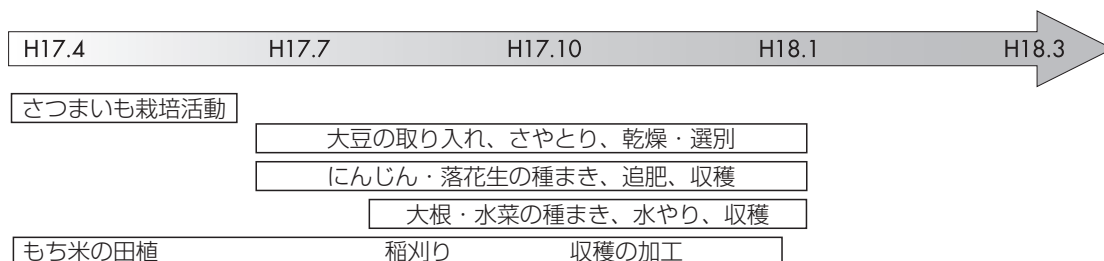 H17.4 H17.7 H17.10 H18.1 H18.3
さつまいも栽培活動
大豆の取り入れ、さやとり、乾燥・選別
にんじん・落花生の種まき、追肥、収穫
大根・水菜の種まき、水やり、収穫
もち米の田植 稲刈り 収穫の加工